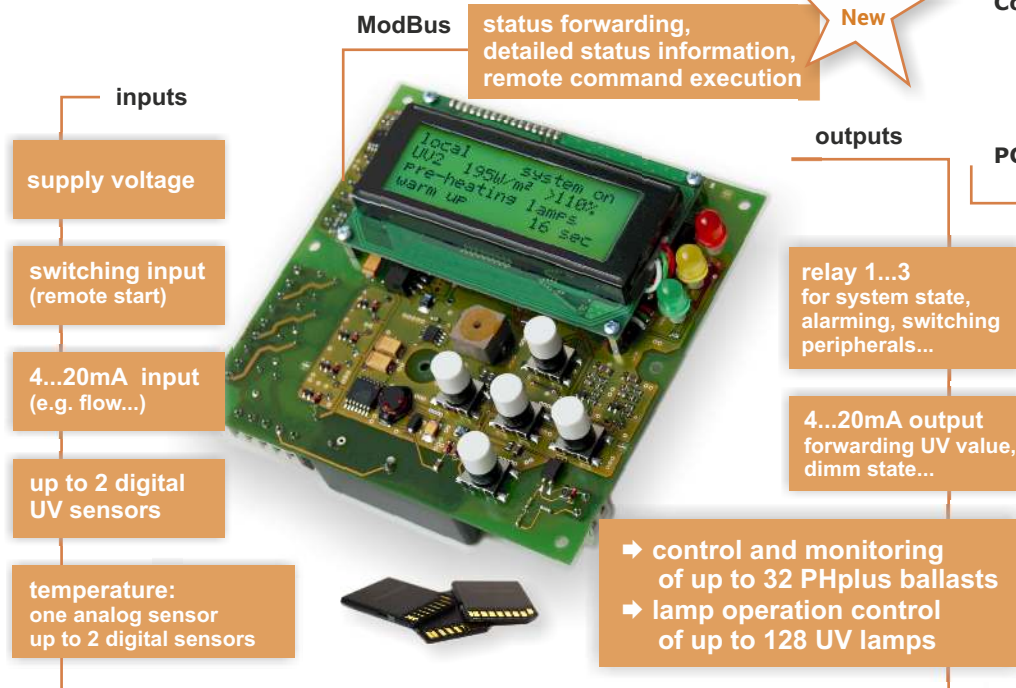 ModBus
status forwarding,
detailed status information,
remote command execution
New
Co
inputs
outputs
PC
supply voltage
switching input
(remote start)
4...20mA input
(e.g. flow...)
up to 2 digital
UV sensors
temperature:
one analog sensor
up to 2 digital sensors
local system on
UV2 195W/m² >110%
Pre-heating lamps
warm up 16 sec
relay 1...3
for system state,
alarming, switching
peripherals...
4...20mA output
forwarding UV value,
dimm state...
➡ control and monitoring
of up to 32 PHplus ballasts
➡ lamp operation control
of up to 128 UV lamps